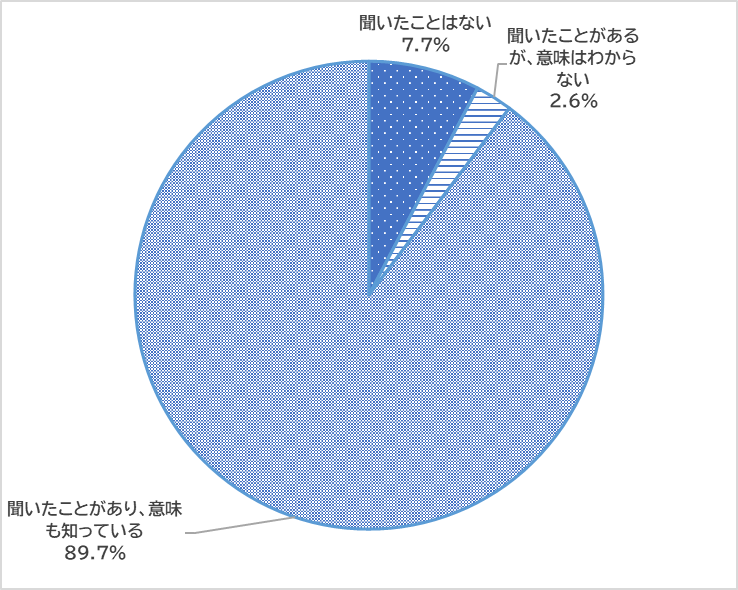 聞いたことはない
7.7%
聞いたことがある
が、意味はわから
ない
2.6%
聞いたことがあり、意味
も知っている
89.7%